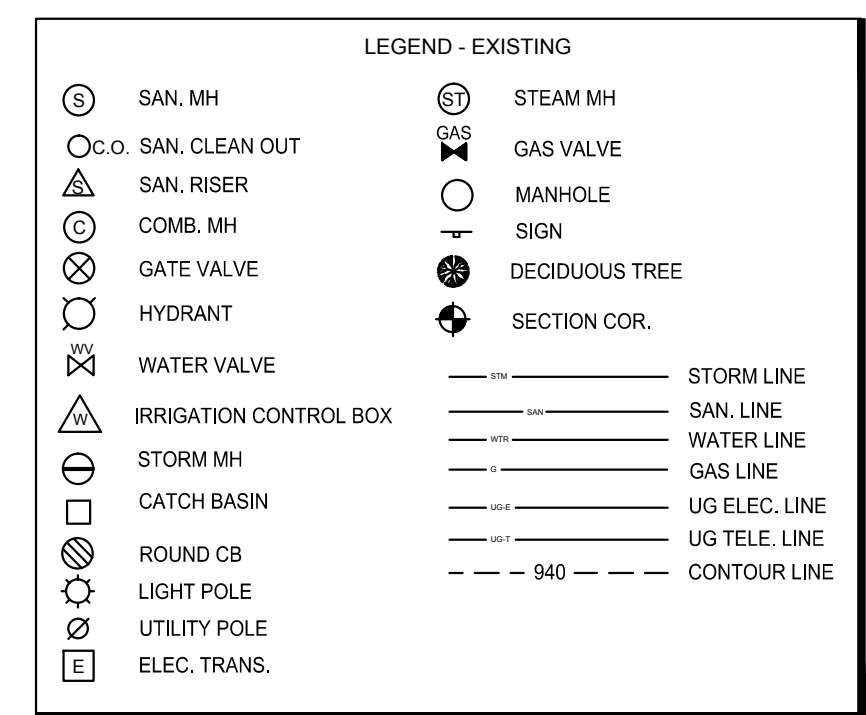 LEGEND - EXISTING
S SAN. MH
C.O. SAN. CLEAN OUT
S SAN. RISER
C COMB. MH
GATE VALVE
HYDRANT
WV
WATER VALVE
W IRRIGATION CONTROL BOX
STORM MH
CATCH BASIN
ROUND CB
LIGHT POLE
UTILITY POLE
E ELEC. TRANS.
ST STEAM MH
GAS
GAS VALVE
MANHOLE
SIGN
DECIDUOUS TREE
SECTION COR.
STM STORM LINE
SAN SAN. LINE
WTR WATER LINE
G GAS LINE
UG-E UG ELEC. LINE
UG-T UG TELE. LINE
940 CONTOUR LINE